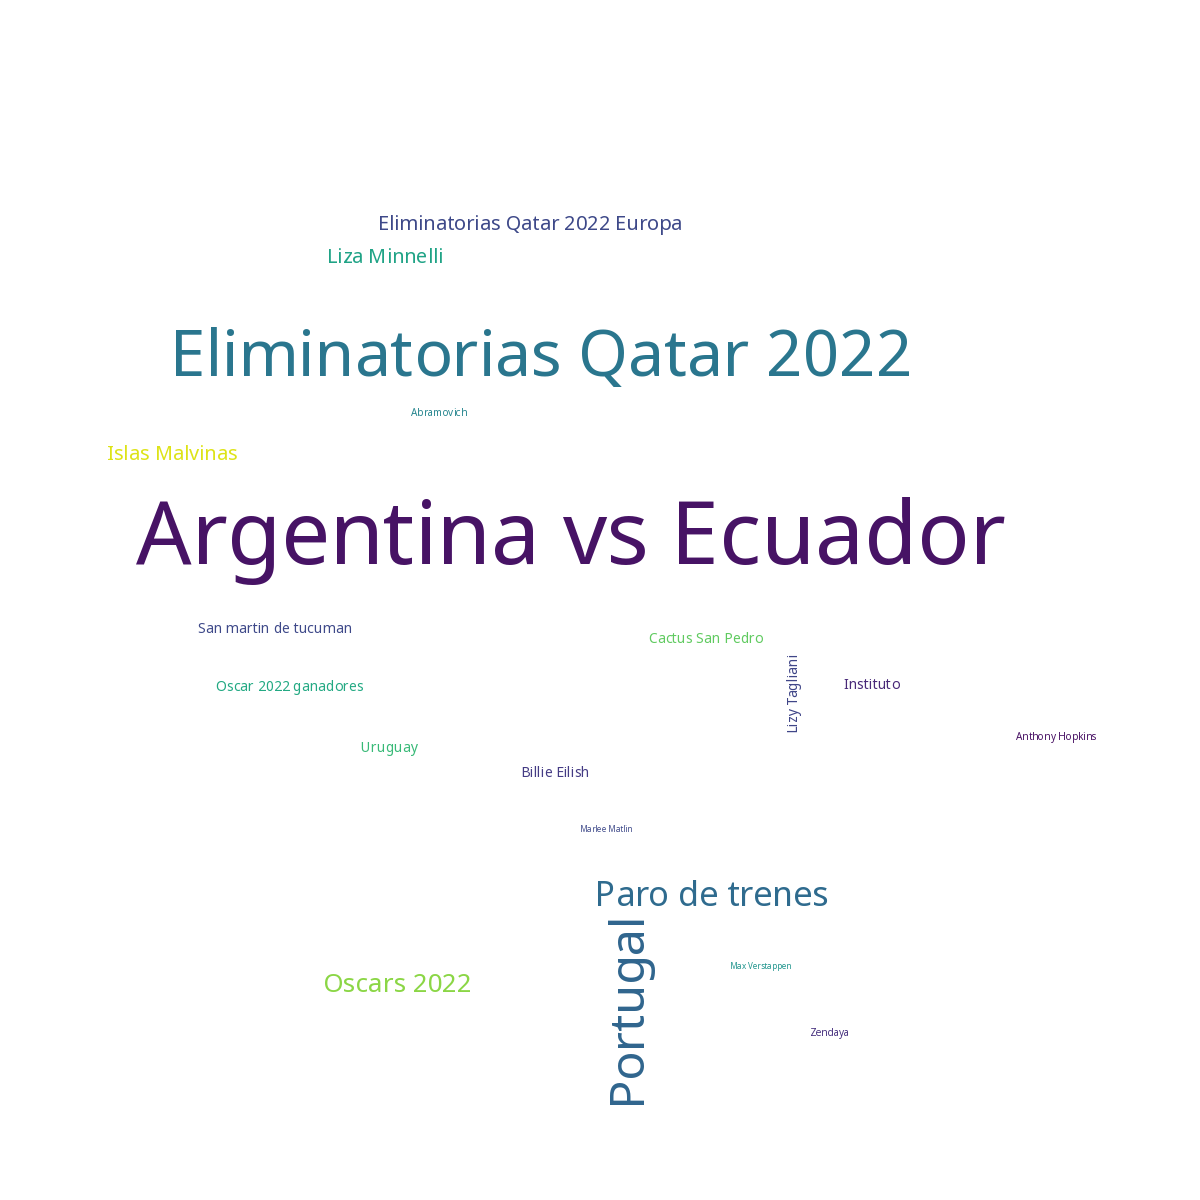 Eliminatorias Qatar 2022 Europa
Liza Minnelli
Eliminatorias Qatar 2022
Abramovich
Islas Malvinas
Argentina vs Ecuador
San martin de tucuman
Cactus San Pedro
Lizy Tagliani
Oscar 2022 ganadores
Instituto
Anthony Hopkins
Uruguay
Billie Eilish
Marlee Matlin
Paro de trenes
Portugal
Max Verstappen
Oscars 2022
Zendaya